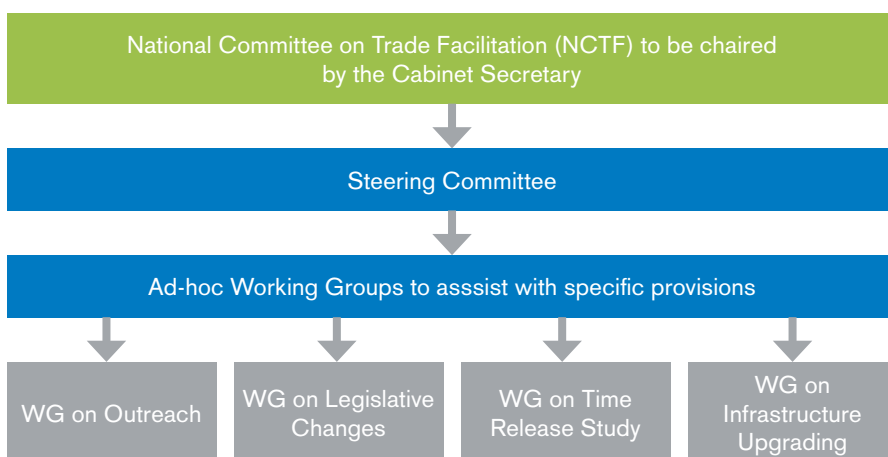 National Committee on Trade Facilitation (NCTF) to be chaired
by the Cabinet Secretary
Steering Committee
Ad-hoc Working Groups to asssist with specific provisions
WG on Outreach
WG on Legislative
Changes
WG on Time
Release Study
WG on
Infrastructure
Upgrading